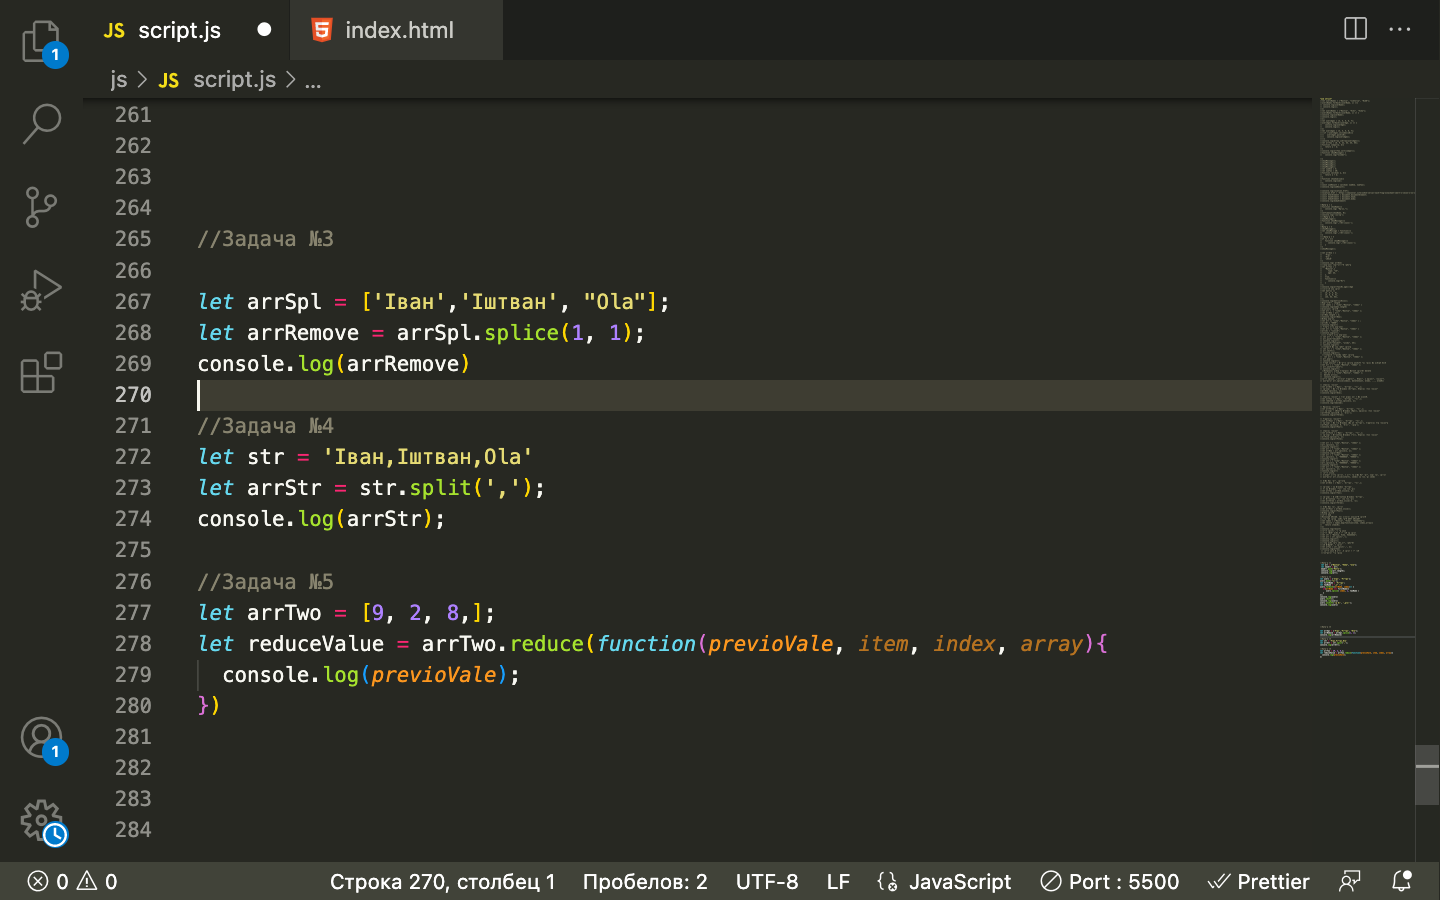 1
JS script.js
5 index.html
js > JS script.js > ...
261
262
263
264
265 //Задача №3
266
267 let arrSpl = ['Іван','Іштван', "Ola"];
268 let arrRemove = arrSpl.splice(1, 1);
269 console.log(arrRemove)
270
271 //Задача №4
272 let str = 'Іван,Іштван,Ola'
273 let arrStr = str.split(',');
274 console.log(arrStr);
275
276 //Задача №5
277 let arrTwo = [9, 2, 8,];
278 let reduceValue = arrTwo.reduce(function(previoVale, item, index, array){
279 console.log(previoVale);
280 })
281
282
283
284
1
0 0 Строка 270, столбец 1 Пробелов: 2 UTF-8 LF JavaScript Port : 5500 Prettier